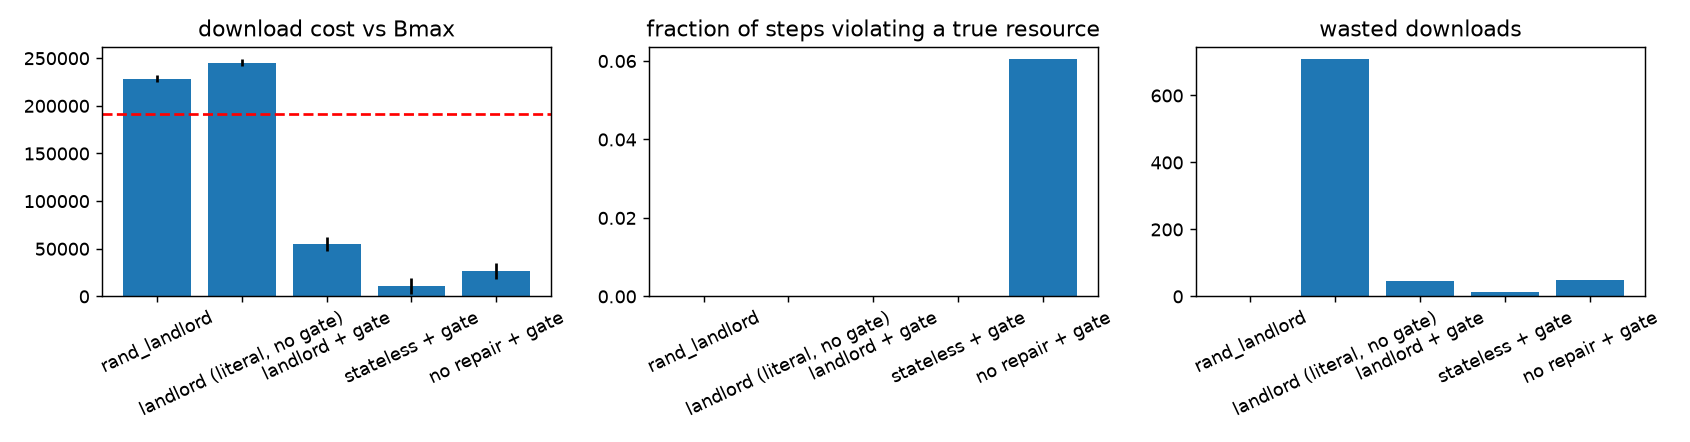 download cost vs Bmax
250000
200000
150000
100000
50000
0
rand_landlord
landlord (literal, no gate)
landlord + gate
stateless + gate
no repair + gate
fraction of steps violating a true resource
0.06
0.04
0.02
0.00
rand_landlord
landlord (literal, no gate)
landlord + gate
stateless + gate
no repair + gate
wasted downloads
600
400
200
0
rand_landlord
landlord (literal, no gate)
landlord + gate
stateless + gate
no repair + gate